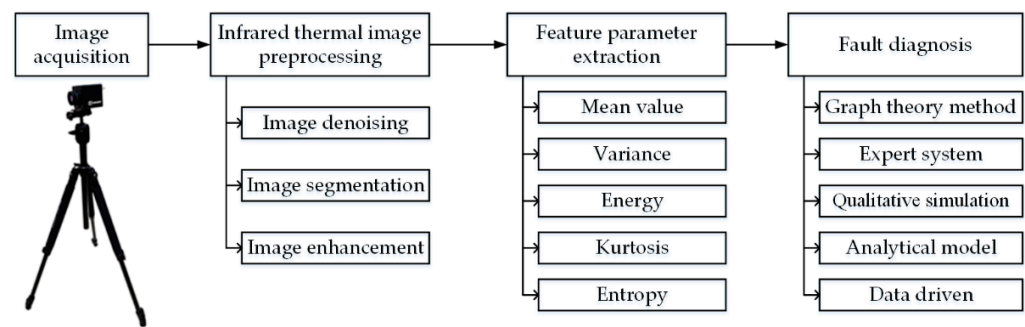 Image
acquisition
Infrared thermal image
preprocessing
Image denoising
Image segmentation
Image enhancement
Feature parameter
extraction
Mean value
Variance
Energy
Kurtosis
Entropy
Fault diagnosis
Graph theory method
Expert system
Qualitative simulation
Analytical model
Data driven